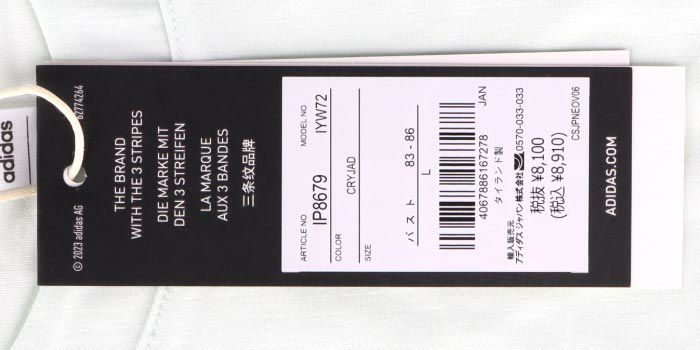 adidas
© 2023 adidas AG
62774264
THE BRAND
WITH THE 3 STRIPES
DIE MARKE MIT
DEN 3 STREIFEN
LA MARQUE
AUX 3 BANDES
三条纹品牌
ARTICLE NO.
MODEL NO.
IP8679
IYW72
COLOR
CRYJAD
SIZE
バスト 83 - 86
L
4067886167278
JAN
タイランド製
輸入販売元
アディダス ジャパン株式会社 0570-033-033
税抜 ¥8,100
(税込 ¥8,910)
CSJPNEOV06
ADIDAS.COM